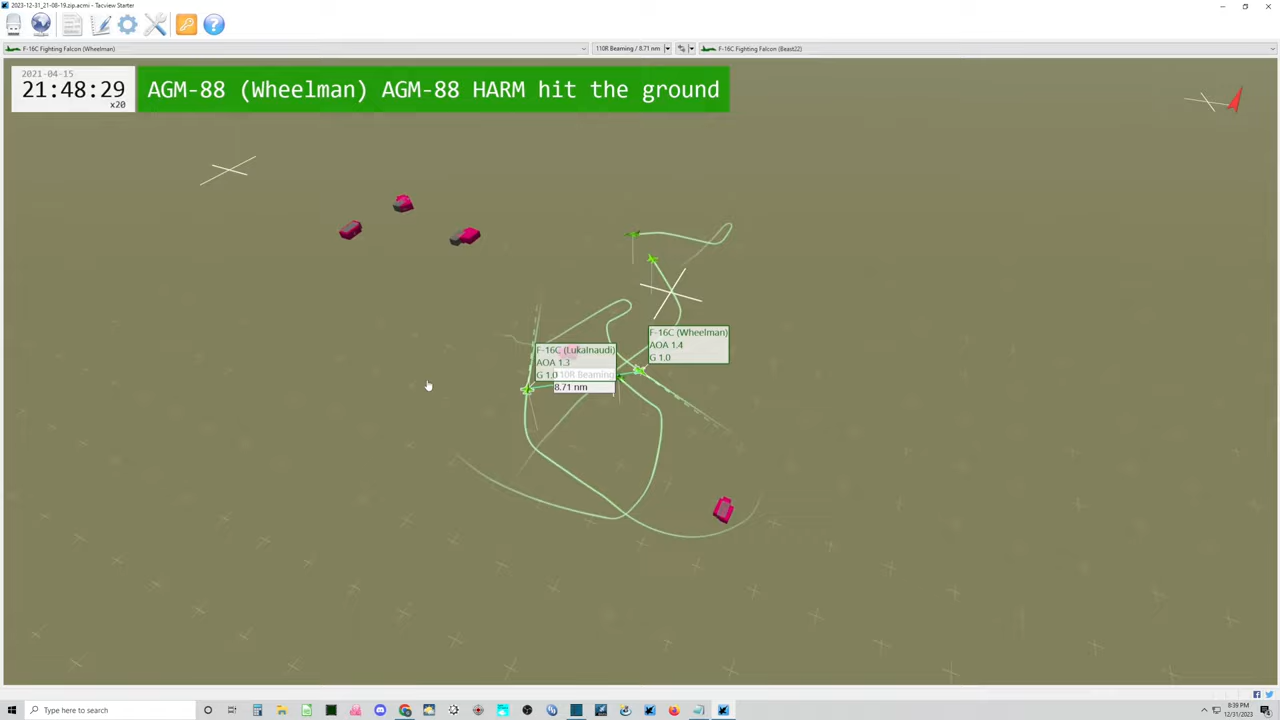 2023-12-31_21-08-19.zip.acmi - Tacview Starter
F-16C Fighting Falcon (Wheelman)
110R Beaming / 8.71 nm
F-16C Fighting Falcon (Beast22)
2021-04-15
21:48:29
x20
AGM-88 (Wheelman) AGM-88 HARM hit the ground
F-16C (Wheelman)
AOA 1.4
G 1.0
F-16C (Lukalnaudi)
AOA 1.3
G 1.0
10R Beaming
8.71 nm
Type here to search
8:39 PM
12/31/2023